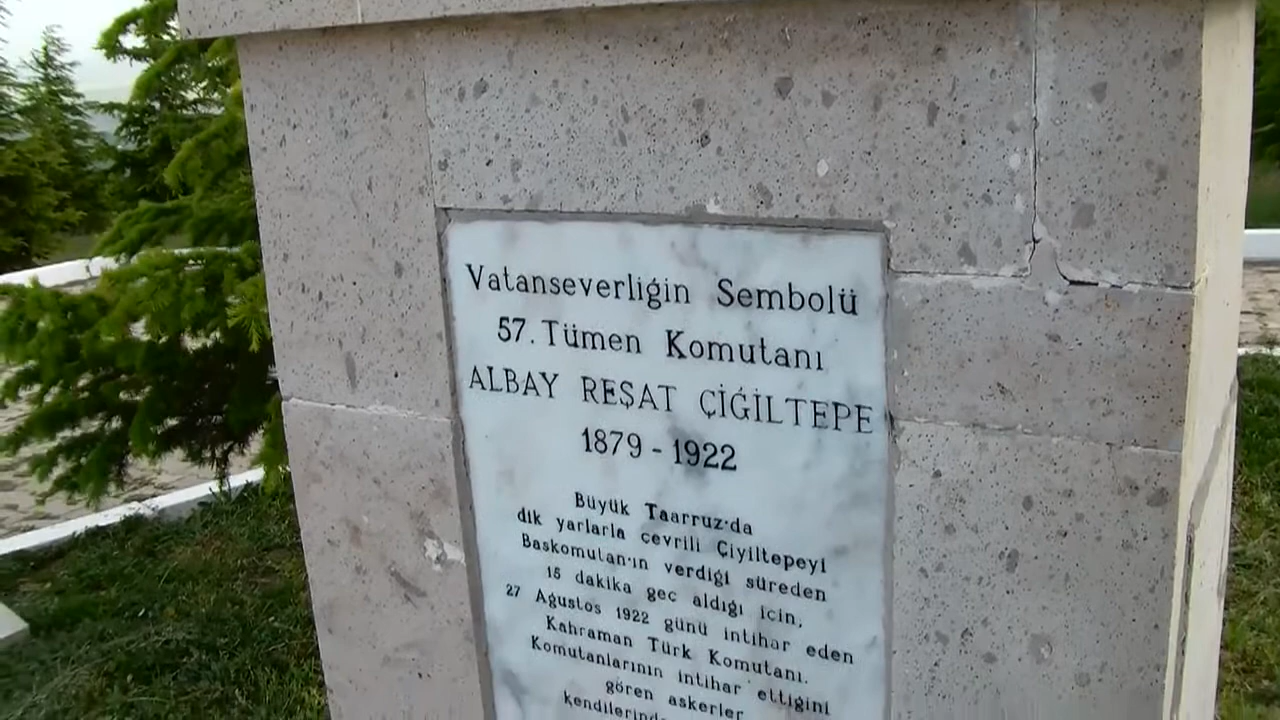 Vatanseverliğin Sembolü
57. Tümen Komutanı
ALBAY REŞAT ÇİĞİLTEPE
1879 - 1922
Büyük Taarruz'da
dik yarlarla çevrili Çiyiltepeyi
Başkomutan'ın verdiği süreden
15 dakika geç aldığı için,
27 Ağustos 1922 günü intihar eden
Kahraman Türk Komutanı.
Komutanlarının intihar ettiğini
gören askerler